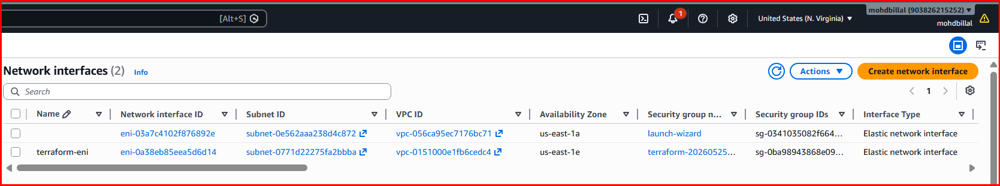 [Alt+S]
1
United States (N. Virginia)
mohdbillal (903826215252)
mohdbillal
Network interfaces (2) Info
Actions
Create network interface
Search
1
Name Network interface ID Subnet ID VPC ID Availability Zone Security group n... Security group IDs Interface Type
eni-03a7c4102f876892e subnet-0e562aaa238d4c872 vpc-056ca95ec7176bc71 us-east-1a launch-wizard sg-0341035082f664... Elastic network interface
terraform-eni eni-0a38eb85eea5d6d14 subnet-0771d22275fa2bbba vpc-0151000e1fb6cedc4 us-east-1e terraform-20260525... sg-0ba98943868e09... Elastic network interface